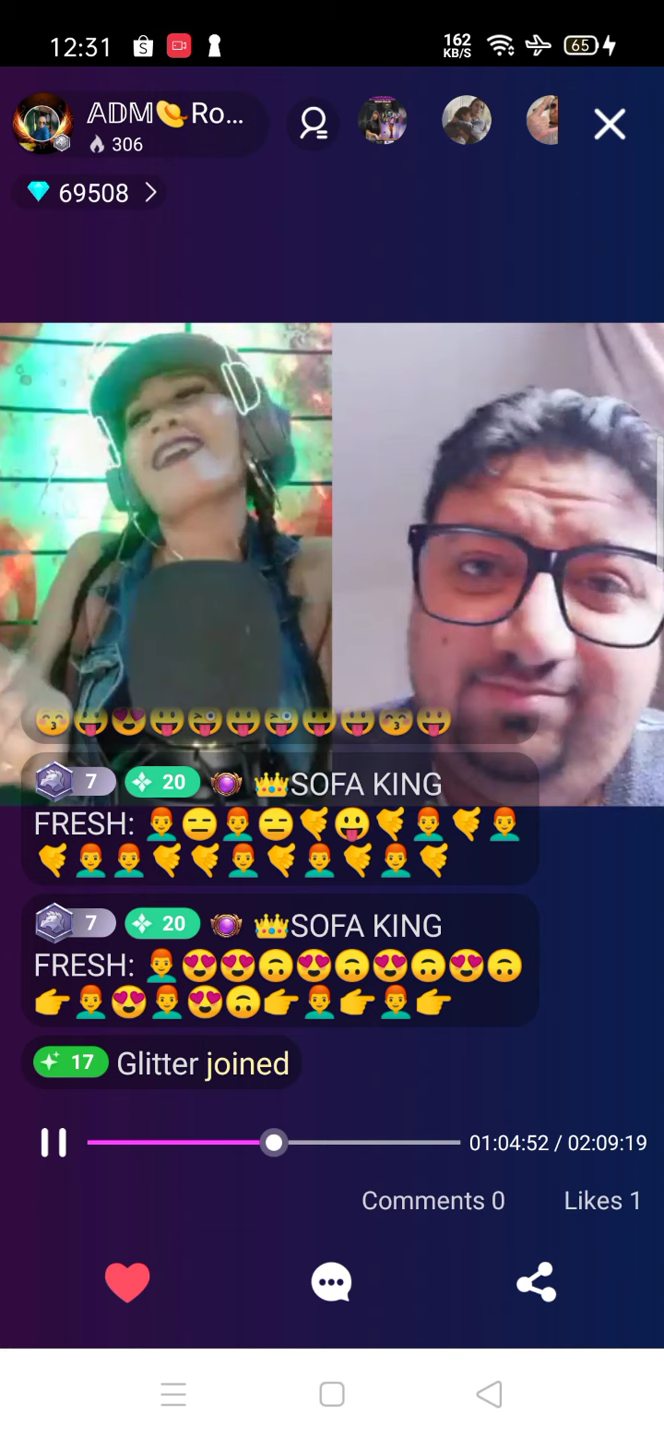 12:31
162
KB/S
65
𝔸𝔻𝕄👒Ro...
306
69508
7 20 👑SOFA KING
FRESH: 🤦‍♂️😑🤦‍♂️😑🤙😛🤙🤦‍♂️🤙🤦‍♂️
🤙🤦‍♂️🤦‍♂️🤙🤙🤦‍♂️🤙🤦‍♂️🤙🤦‍♂️🤙
7 20 👑SOFA KING
FRESH: 🤦‍♂️😍😍🙃😍🙃😍🙃😍🙃
👉🤦‍♂️😍🤦‍♂️😍🙃👉🤦‍♂️👉🤦‍♂️👉
17 Glitter joined
01:04:52 / 02:09:19
Comments 0 Likes 1